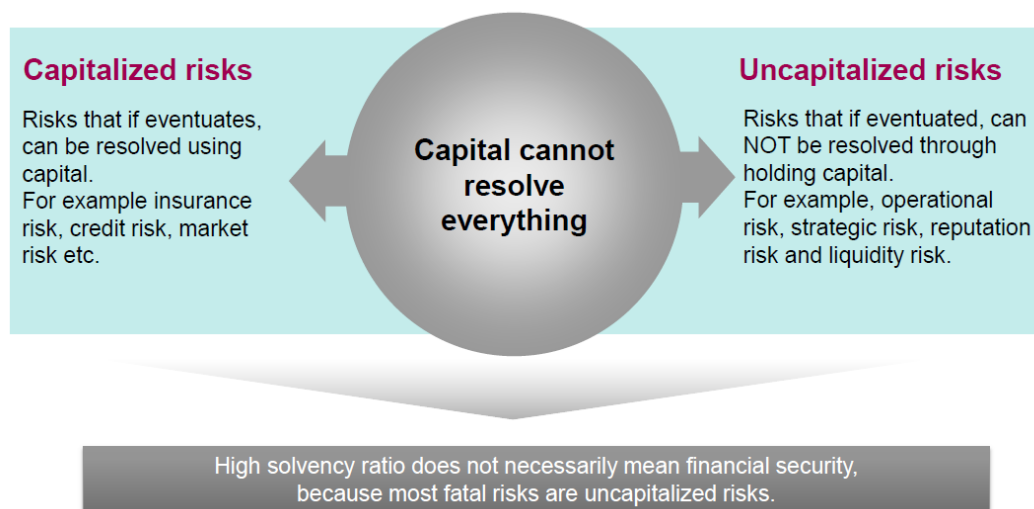 Capitalized risks
Risks that if eventuates,
can be resolved using
capital.
For example insurance
risk, credit risk, market
risk etc.
Capital cannot
resolve
everything
Uncapitalized risks
Risks that if eventuated, can
NOT be resolved through
holding capital.
For example, operational
risk, strategic risk, reputation
risk and liquidity risk.
High solvency ratio does not necessarily mean financial security,
because most fatal risks are uncapitalized risks.